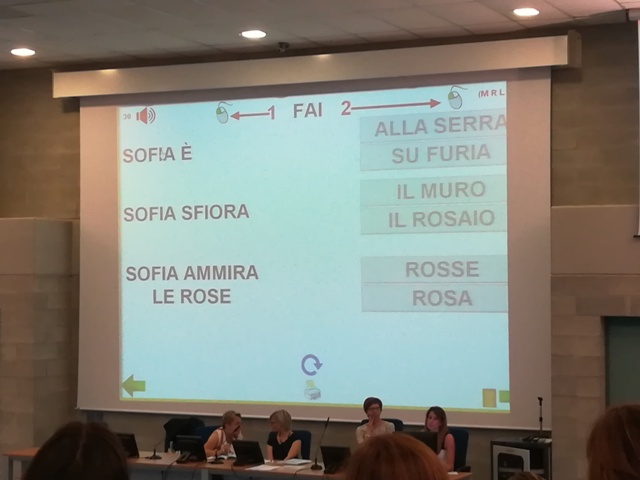 30
1 FAI 2
(M R L
SOFIA È
ALLA SERRA
SU FURIA
SOFIA SFIORA
IL MURO
IL ROSAIO
SOFIA AMMIRA
LE ROSE
ROSSE
ROSA